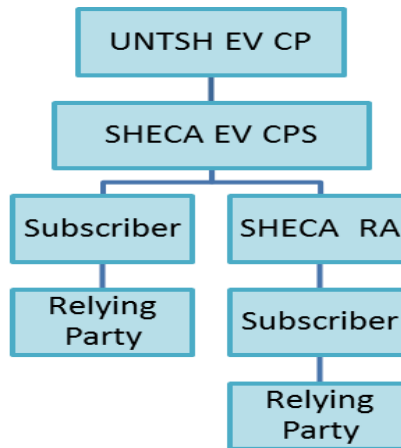 UNTSH EV CP
SHECA EV CPS
Subscriber
SHECA RA
Relying
Party
Subscriber
Relying
Party